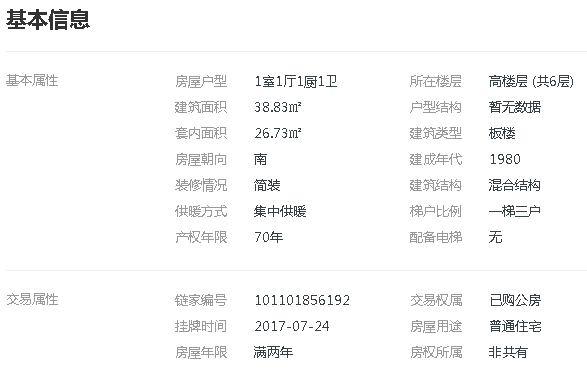 基本信息
基本属性 房屋户型 1室1厅1厨1卫 所在楼层 高楼层 (共6层)
建筑面积 38.83㎡ 户型结构 暂无数据
套内面积 26.73㎡ 建筑类型 板楼
房屋朝向 南 建成年代 1980
装修情况 简装 建筑结构 混合结构
供暖方式 集中供暖 梯户比例 一梯三户
产权年限 70年 配备电梯 无
交易属性 链家编号 101101856192 交易权属 已购公房
挂牌时间 2017-07-24 房屋用途 普通住宅
房屋年限 满两年 房权所属 非共有